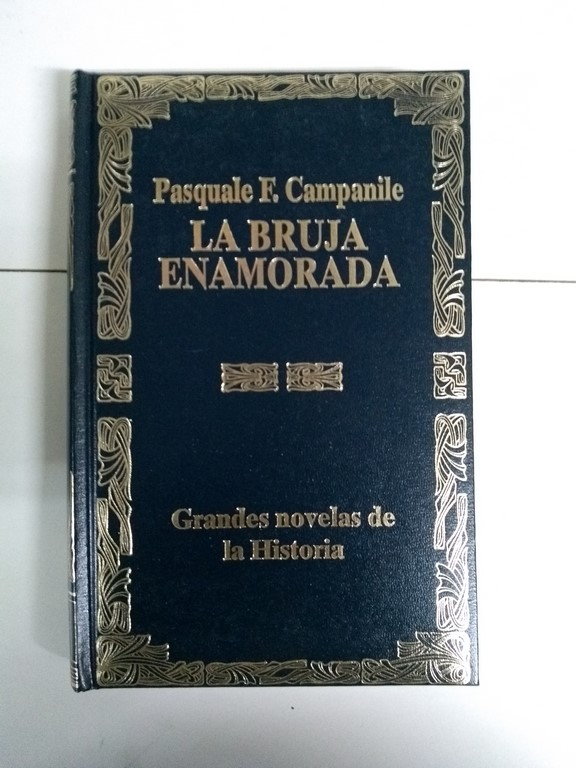 Pasquale F. Campanile
LA BRUJA
ENAMORADA
Grandes novelas de
la Historia